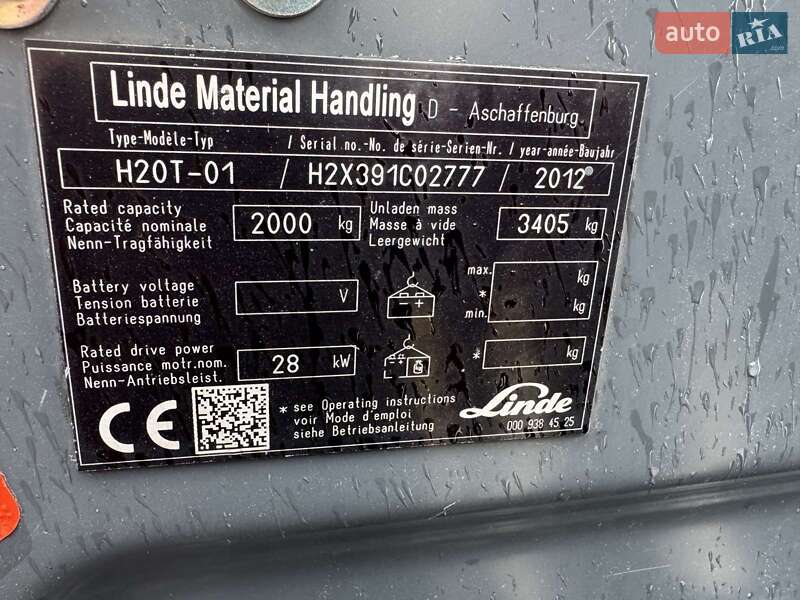 auto RIA .com
Linde Material Handling D - Aschaffenburg
Type-Modèle-Typ / Serial no.-No. de série-Serien-Nr. / year-année-Baujahr
H20T-01 / H2X391C02777 / 2012
Rated capacity
Capacité nominale
Nenn-Tragfähigkeit
2000 kg
Unladen mass
Masse à vide
Leergewicht
3405 kg
Battery voltage
Tension batterie
Batteriespannung
V
- +
max. kg
*
min. kg
Rated drive power
Puissance motr.nom.
Nenn-Antriebsleist.
28 kW
- +
* kg
CE
* see Operating instructions
voir Mode d'emploi
siehe Betriebsanleitung
Linde
000 938 45 25